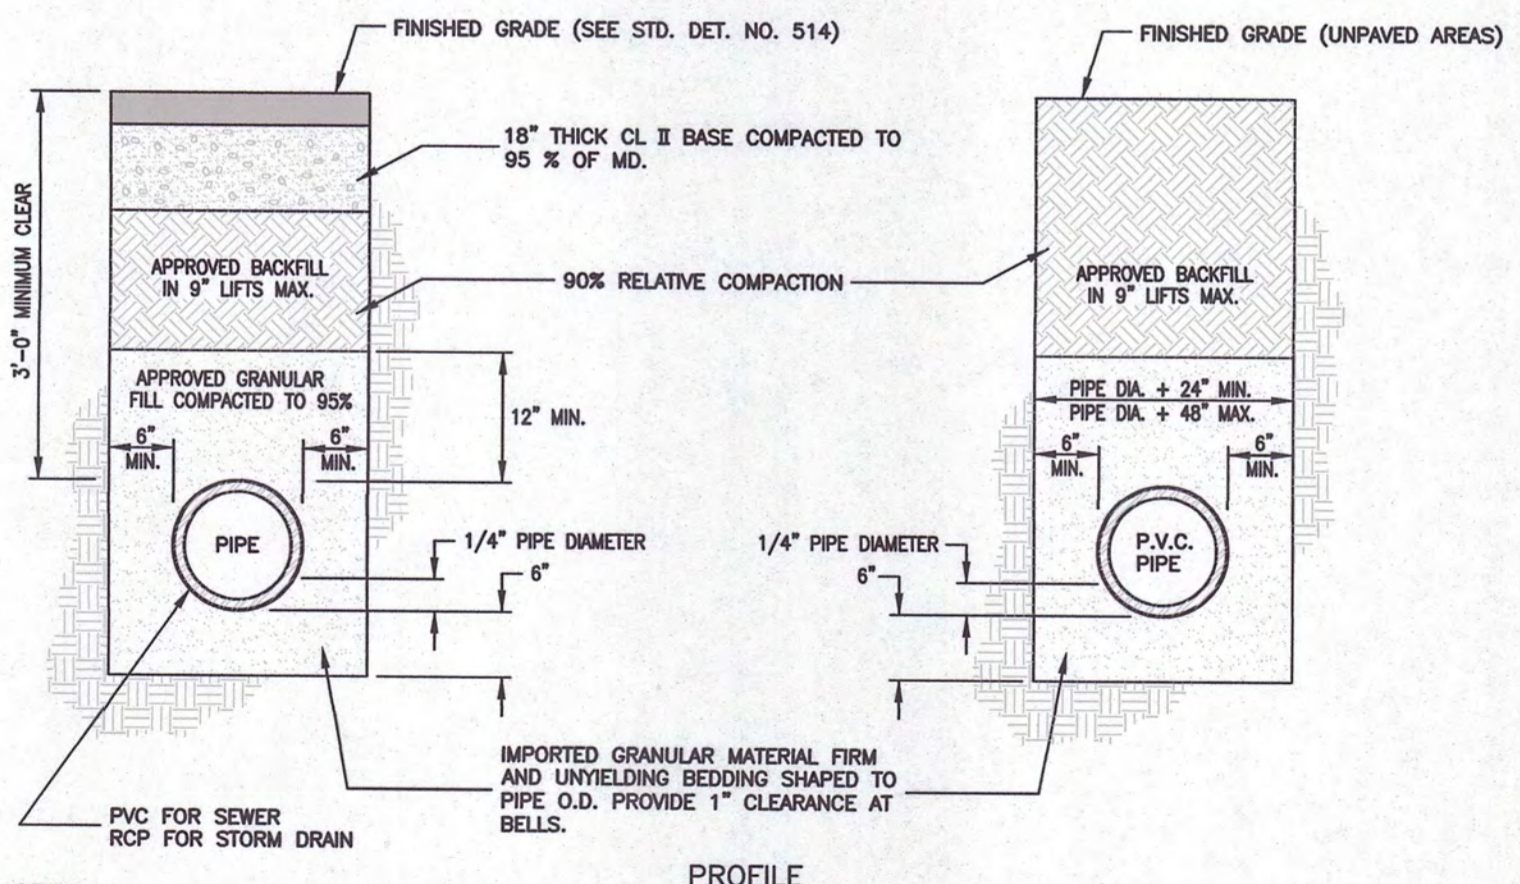 FINISHED GRADE (SEE STD. DET. NO. 514)
FINISHED GRADE (UNPAVED AREAS)
18" THICK CL II BASE COMPACTED TO
95 % OF MD.
3'-0" MINIMUM CLEAR
APPROVED BACKFILL
IN 9" LIFTS MAX.
90% RELATIVE COMPACTION
APPROVED BACKFILL
IN 9" LIFTS MAX.
APPROVED GRANULAR
FILL COMPACTED TO 95%
12" MIN.
PIPE DIA. + 24" MIN.
PIPE DIA. + 48" MAX.
6"
MIN.
6"
MIN.
6"
MIN.
6"
MIN.
PIPE
1/4" PIPE DIAMETER
6"
1/4" PIPE DIAMETER
6"
P.V.C.
PIPE
IMPORTED GRANULAR MATERIAL FIRM
AND UNYIELDING BEDDING SHAPED TO
PIPE O.D. PROVIDE 1" CLEARANCE AT
BELLS.
PVC FOR SEWER
RCP FOR STORM DRAIN
PROFILE